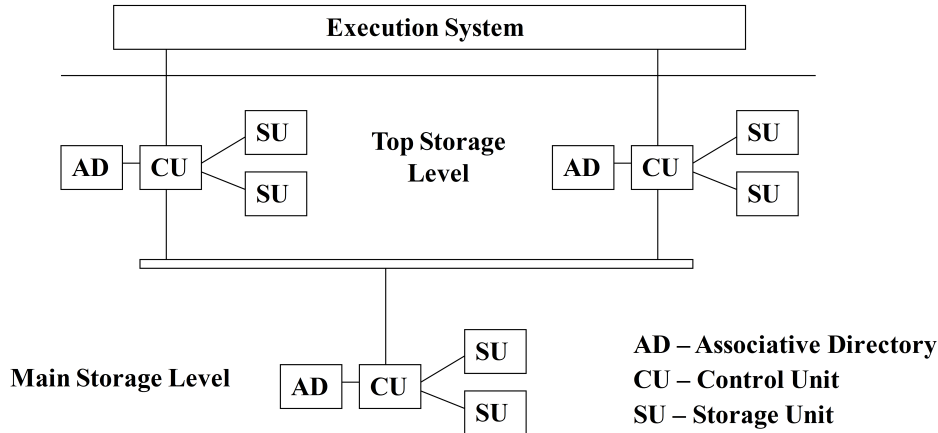 Execution System
SU
SU
Top Storage
Level
AD
CU
AD
CU
SU
SU
SU
Main Storage Level
AD
CU
SU
AD – Associative Directory
CU – Control Unit
SU – Storage Unit